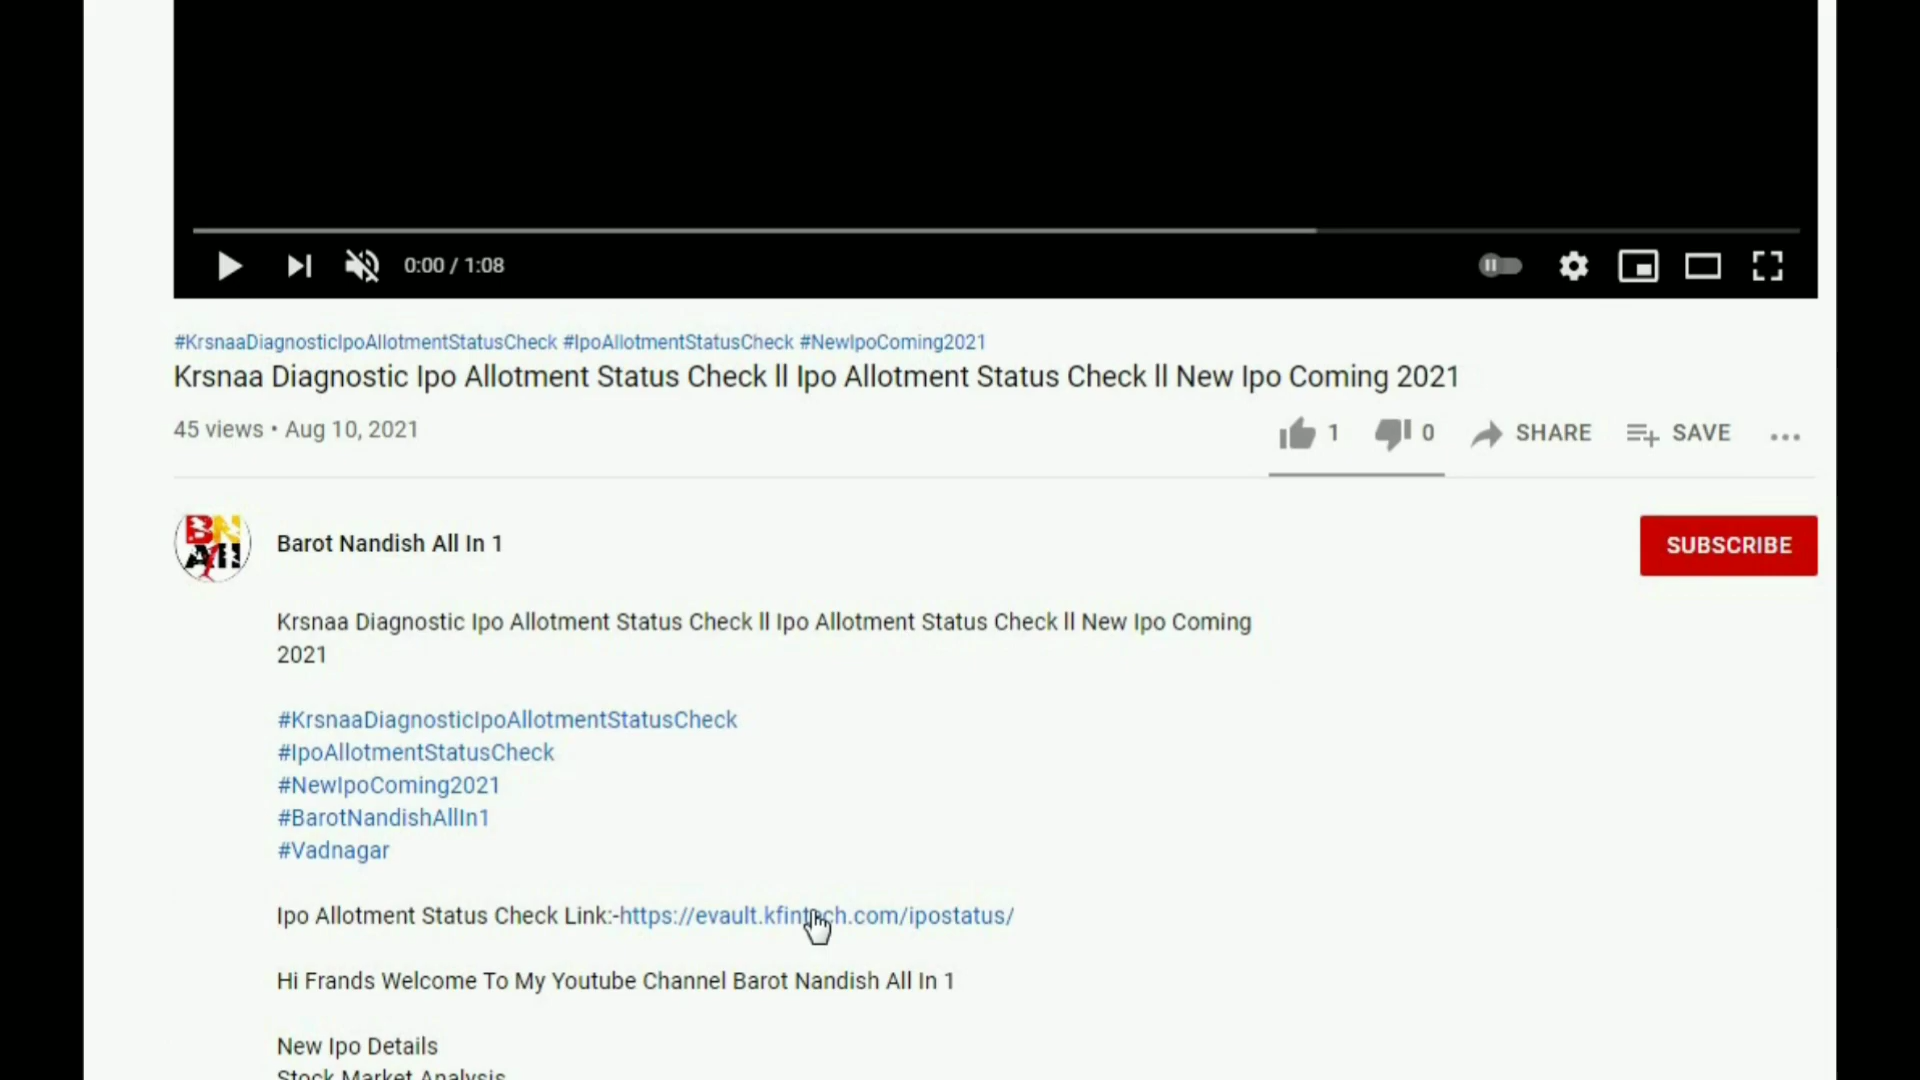 0:00 / 1:08
#KrsnaaDiagnosticIpoAllotmentStatusCheck #IpoAllotmentStatusCheck #NewIpoComing2021
Krsnaa Diagnostic Ipo Allotment Status Check ll Ipo Allotment Status Check ll New Ipo Coming 2021
45 views • Aug 10, 2021
1 0 SHARE SAVE
BN All 1
Barot Nandish All In 1
SUBSCRIBE
Krsnaa Diagnostic Ipo Allotment Status Check ll Ipo Allotment Status Check ll New Ipo Coming
2021
#KrsnaaDiagnosticIpoAllotmentStatusCheck
#IpoAllotmentStatusCheck
#NewIpoComing2021
#BarotNandishAllIn1
#Vadnagar
Ipo Allotment Status Check Link:-https://evault.kfintech.com/ipostatus/
Hi Frands Welcome To My Youtube Channel Barot Nandish All In 1
New Ipo Details
Stock Market Analysis